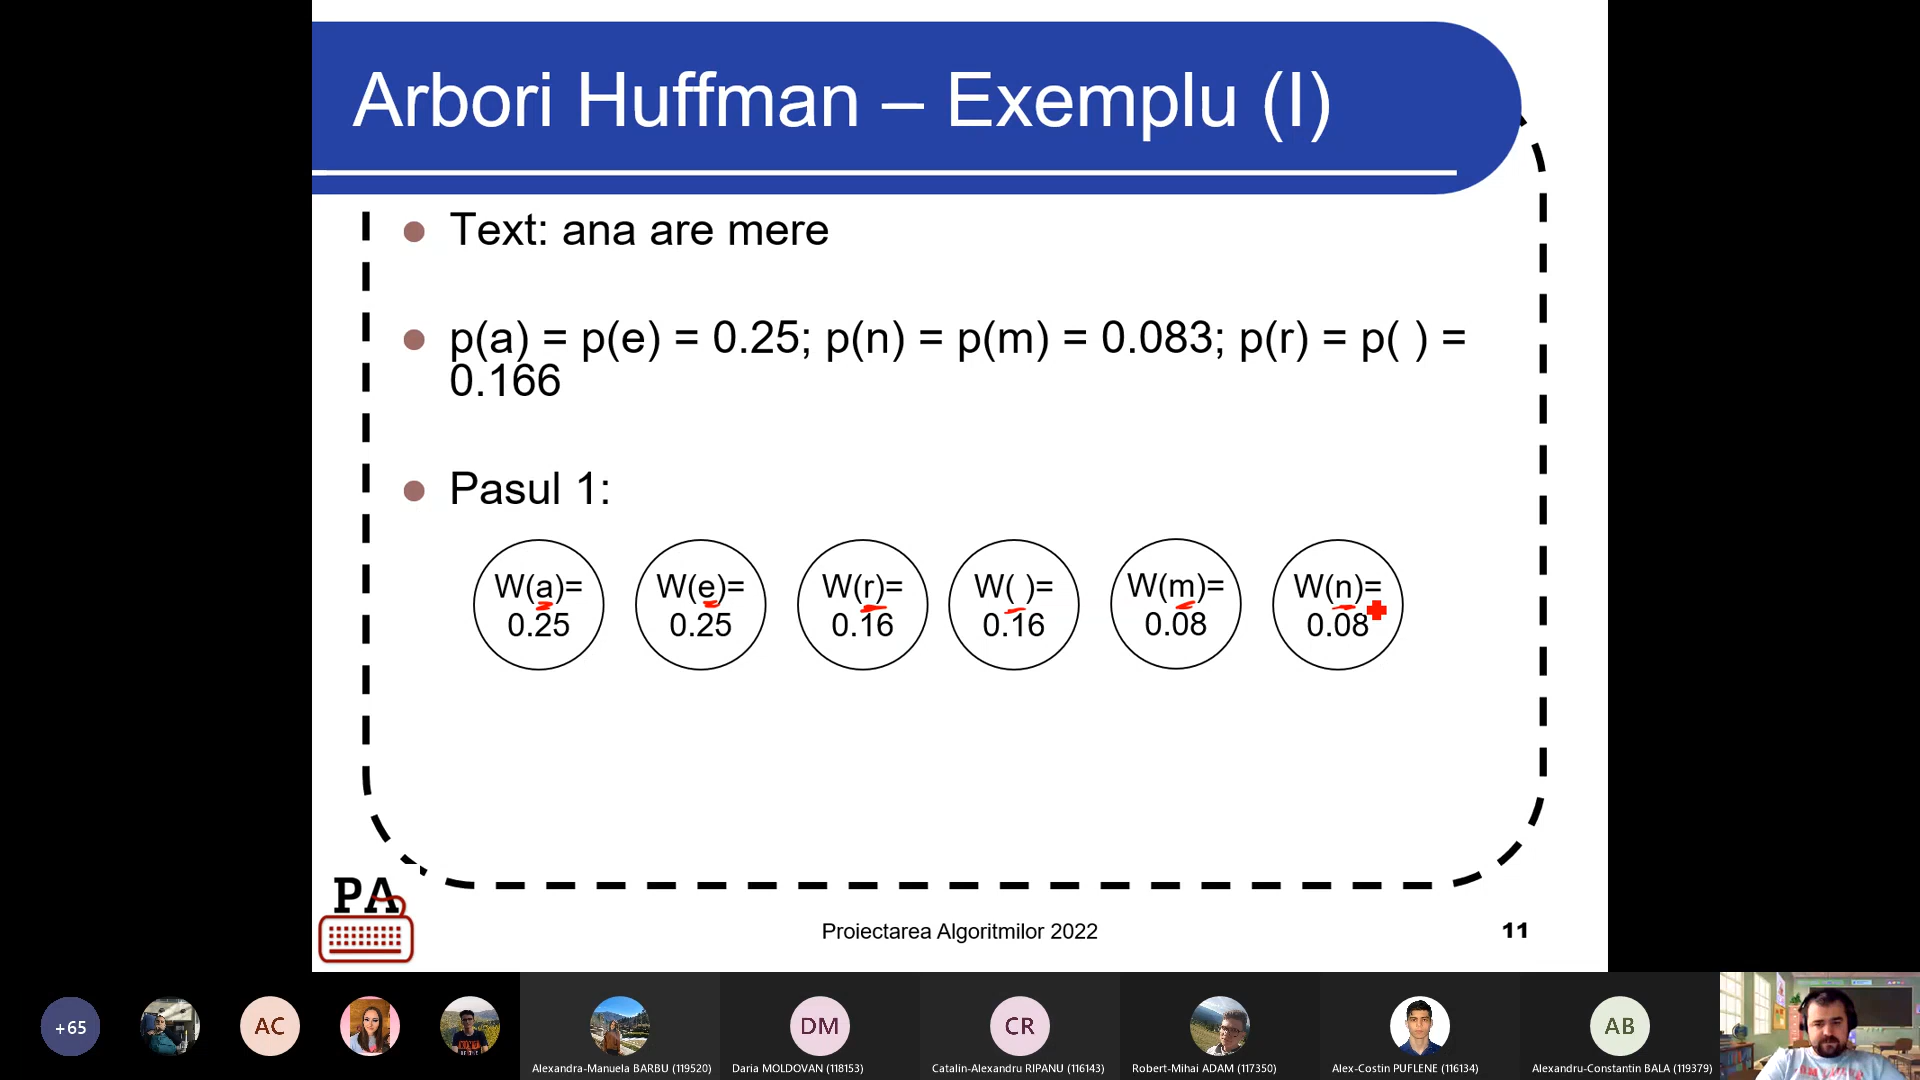 Arbori Huffman – Exemplu (I)
Text: ana are mere
p(a) = p(e) = 0.25; p(n) = p(m) = 0.083; p(r) = p( ) =
0.166
Pasul 1:
W(a)=
0.25
W(e)=
0.25
W(r)=
0.16
W( )=
0.16
W(m)=
0.08
W(n)=
0.08
PA
Proiectarea Algoritmilor 2022
11
+65
AC
DM
CR
AB
Alexandra-Manuela BARBU (119520)
Daria MOLDOVAN (118153)
Catalin-Alexandru RIPANU (116143)
Robert-Mihai ADAM (117350)
Alex-Costin PUFLENE (116134)
Alexandru-Constantin BALA (119379)